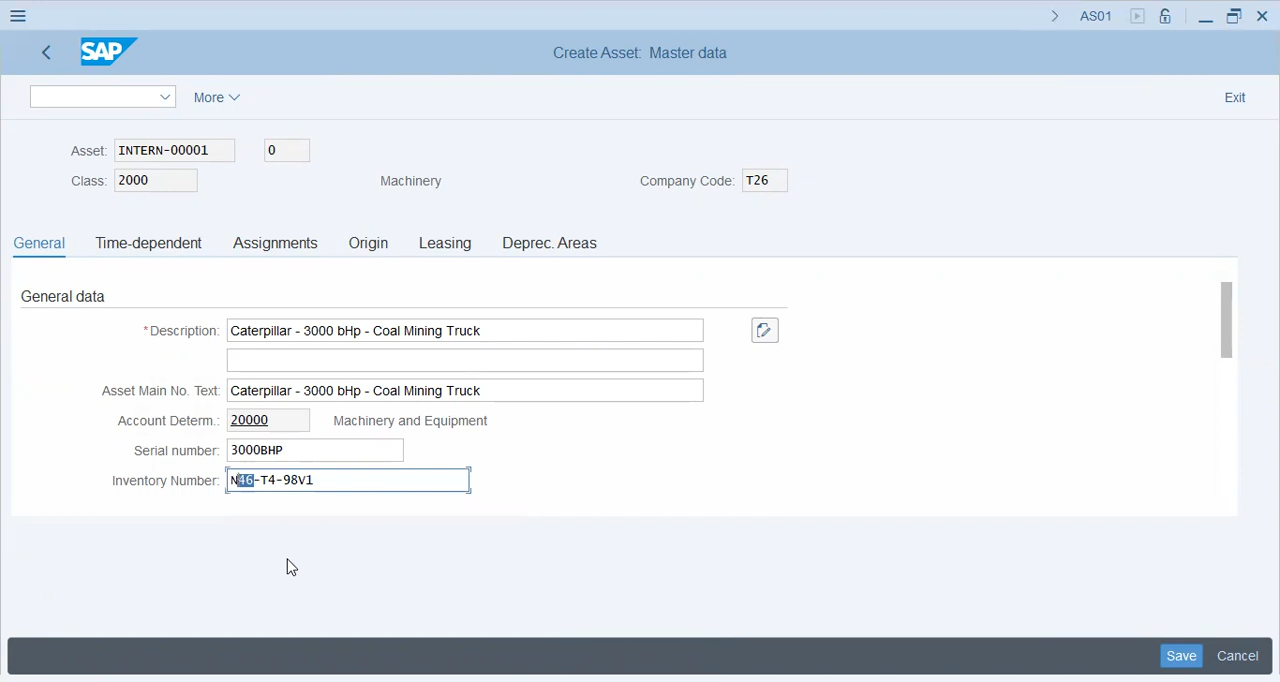 AS01
SAP
Create Asset: Master data
More
Exit
Asset: INTERN-00001 0
Class: 2000 Machinery Company Code: T26
General Time-dependent Assignments Origin Leasing Deprec. Areas
General data
*Description: Caterpillar - 3000 bHp - Coal Mining Truck
Asset Main No. Text: Caterpillar - 3000 bHp - Coal Mining Truck
Account Determ.: 20000 Machinery and Equipment
Serial number: 3000BHP
Inventory Number: N46-T4-98V1
Save Cancel